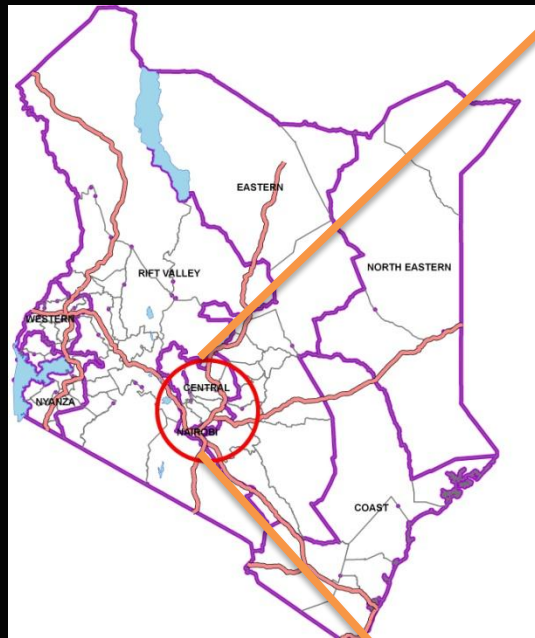 EASTERN
RIFT VALLEY
NORTH EASTERN
WESTERN
CENTRAL
NYANZA
NAIROBI
COAST